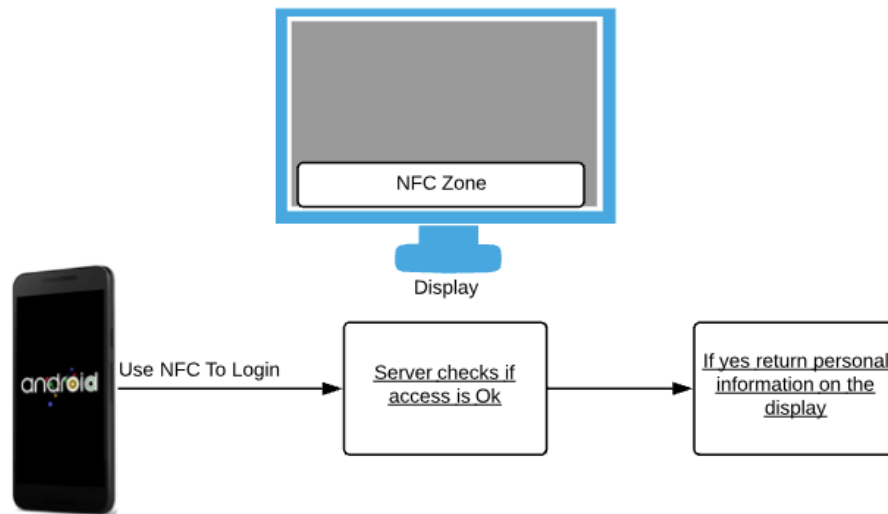 NFC Zone
Display
android
Use NFC To Login
Server checks if
access is Ok
If yes return personal
information on the
display